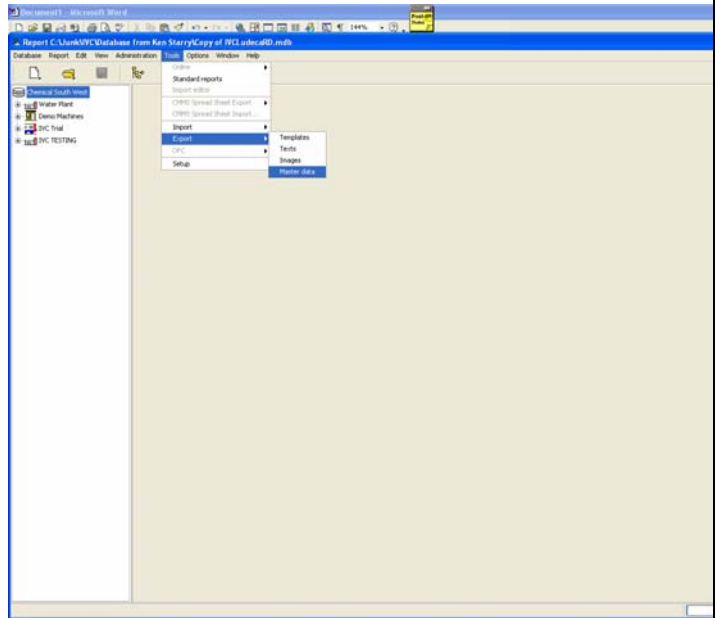 Document1 - Microsoft Word
144%
Report C:\Junk\IVC\Database from Ken Starry\Copy of IVCLudecaRD.mdb
Database Report Edit View Administration Tools Options Window Help
Online
Standard reports
Import editor
CMMS Spread Sheet Export
CMMS Spread Sheet Import...
Import
Export
OPC
Setup
Templates
Texts
Images
Master data
Chemical South West
Water Plant
Demo Machines
IVC Trial
IVC TESTING